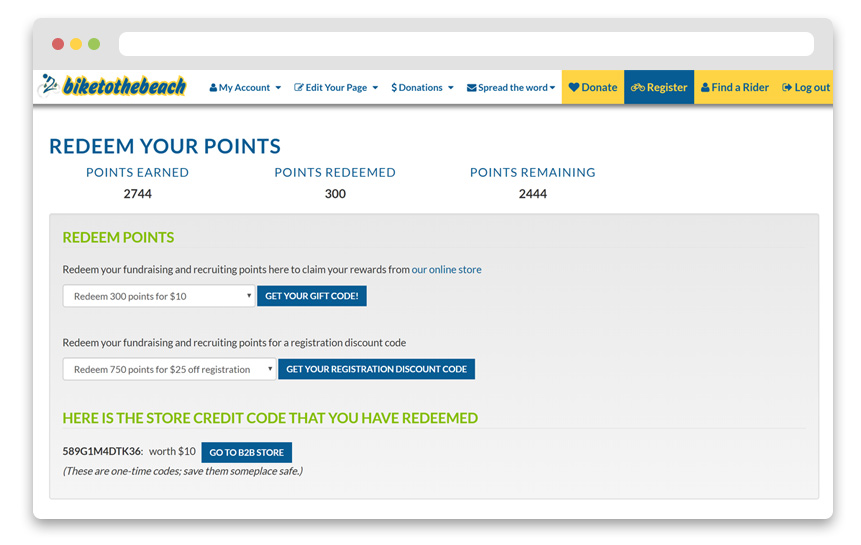 biketothebeach My Account Edit Your Page $ Donations Spread the word Donate Register Find a Rider Log out
REDEEM YOUR POINTS
POINTS EARNED POINTS REDEEMED POINTS REMAINING
2744 300 2444
REDEEM POINTS
Redeem your fundraising and recruiting points here to claim your rewards from our online store
Redeem 300 points for $10 GET YOUR GIFT CODE!
Redeem your fundraising and recruiting points for a registration discount code
Redeem 750 points for $25 off registration GET YOUR REGISTRATION DISCOUNT CODE
HERE IS THE STORE CREDIT CODE THAT YOU HAVE REDEEMED
589G1M4DTK36: worth $10 GO TO B2B STORE
(These are one-time codes; save them someplace safe.)